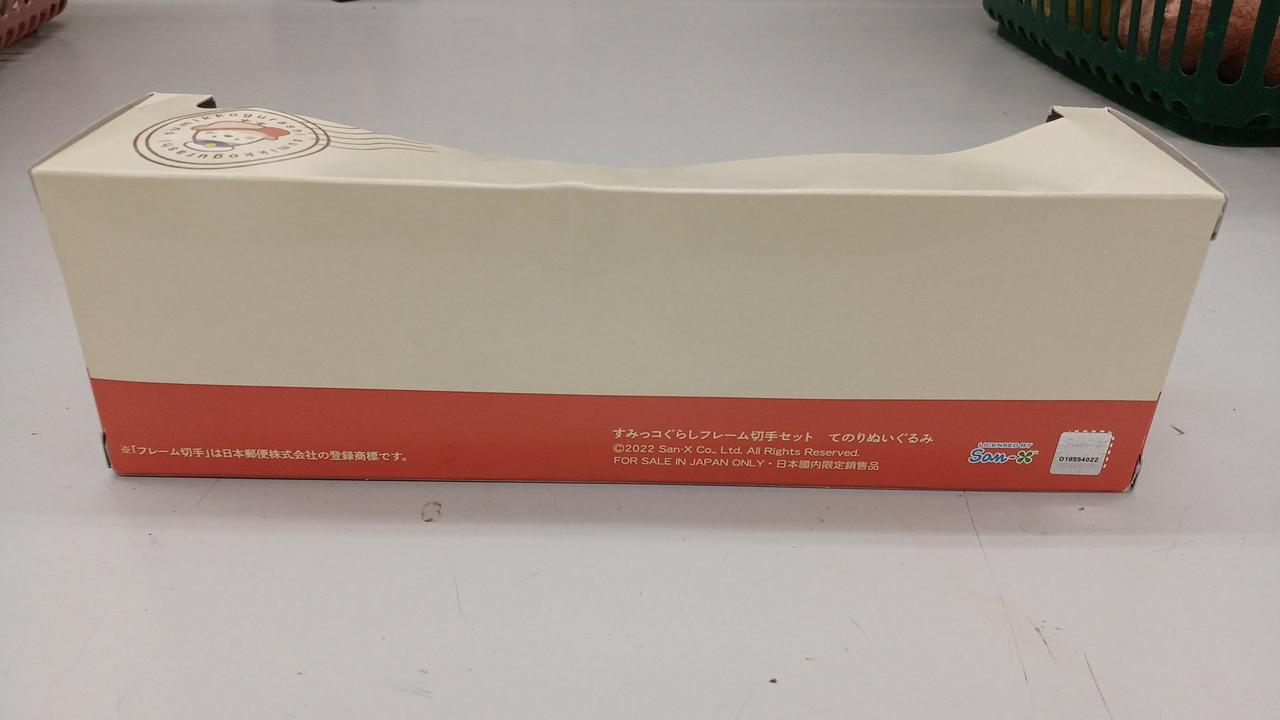 sumikkogurashi
sumikkogurashi
※「フレーム切手」は日本郵便株式会社の登録商標です。
すみっコぐらしフレーム切手セット　てのりぬいぐるみ
©2022 San-X Co., Ltd. All Rights Reserved.
FOR SALE IN JAPAN ONLY・日本國内限定銷售品
LICENSED BY
San-X
D19554022